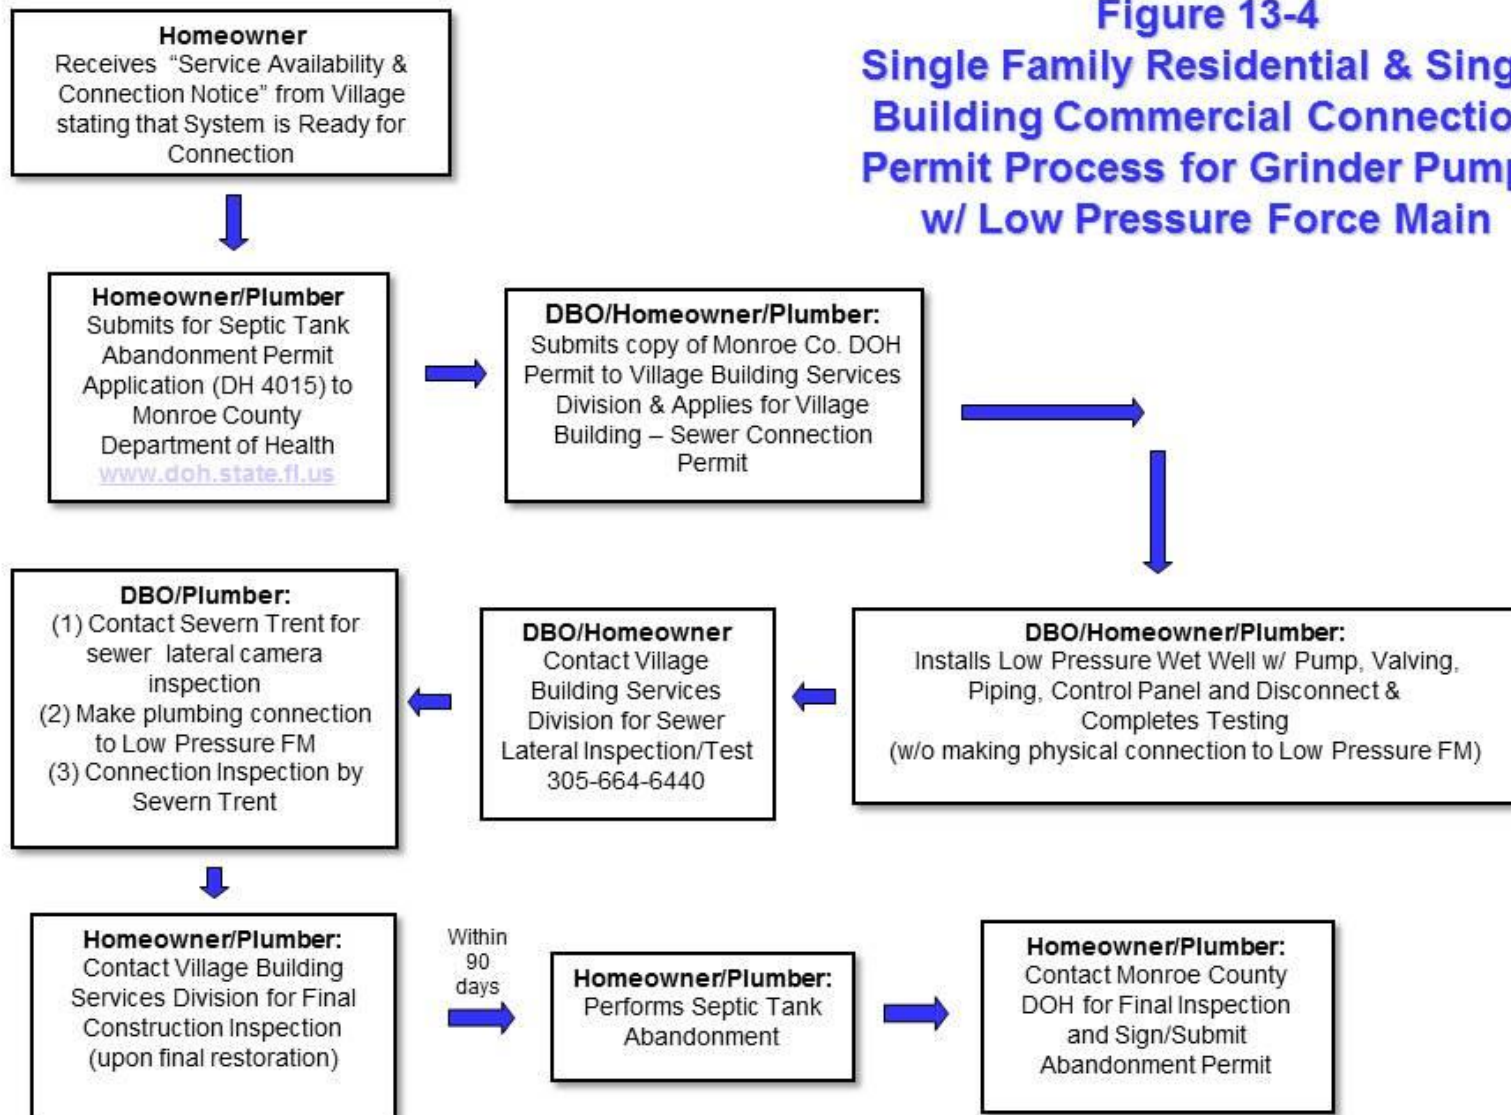 Figure 13-4
Single Family Residential & Sing
Building Commercial Connectio
Permit Process for Grinder Pump
w/ Low Pressure Force Main
Homeowner
Receives “Service Availability &
Connection Notice” from Village
stating that System is Ready for
Connection
Homeowner/Plumber
Submits for Septic Tank
Abandonment Permit
Application (DH 4015) to
Monroe County
Department of Health
www.doh.state.fl.us
DBO/Homeowner/Plumber:
Submits copy of Monroe Co. DOH
Permit to Village Building Services
Division & Applies for Village
Building – Sewer Connection
Permit
DBO/Homeowner/Plumber:
Installs Low Pressure Wet Well w/ Pump, Valving,
Piping, Control Panel and Disconnect &
Completes Testing
(w/o making physical connection to Low Pressure FM)
DBO/Homeowner
Contact Village
Building Services
Division for Sewer
Lateral Inspection/Test
305-664-6440
DBO/Plumber:
(1) Contact Severn Trent for
sewer lateral camera
inspection
(2) Make plumbing connection
to Low Pressure FM
(3) Connection Inspection by
Severn Trent
Homeowner/Plumber:
Contact Village Building
Services Division for Final
Construction Inspection
(upon final restoration)
Within
90
days
Homeowner/Plumber:
Performs Septic Tank
Abandonment
Homeowner/Plumber:
Contact Monroe County
DOH for Final Inspection
and Sign/Submit
Abandonment Permit